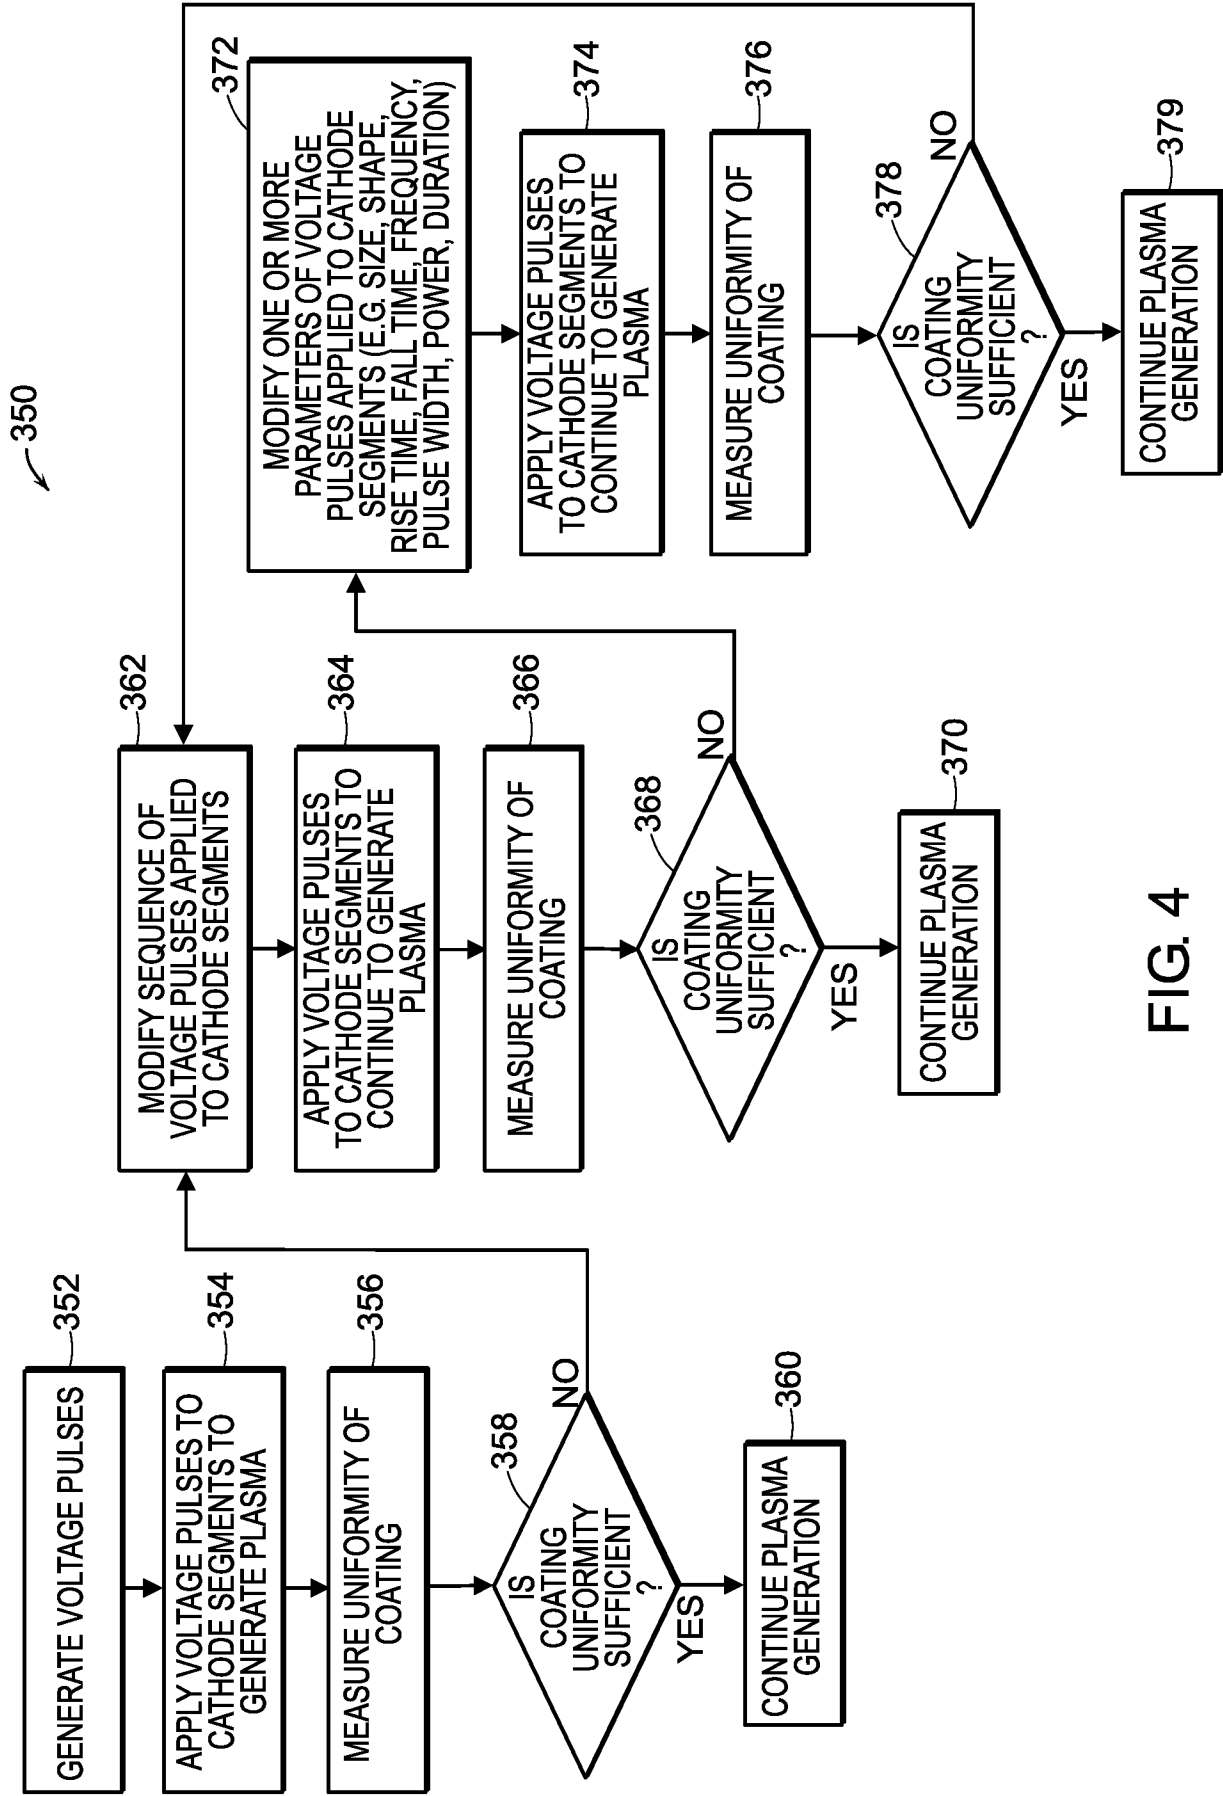 350
352
GENERATE VOLTAGE PULSES
354
APPLY VOLTAGE PULSES TO
CATHODE SEGMENTS TO
GENERATE PLASMA
356
MEASURE UNIFORMITY OF
COATING
358
IS
COATING
UNIFORMITY
SUFFICIENT
?
NO
YES
360
CONTINUE PLASMA
GENERATION
362
MODIFY SEQUENCE OF
VOLTAGE PULSES APPLIED
TO CATHODE SEGMENTS
364
APPLY VOLTAGE PULSES
TO CATHODE SEGMENTS TO
CONTINUE TO GENERATE
PLASMA
366
MEASURE UNIFORMITY OF
COATING
368
IS
COATING
UNIFORMITY
SUFFICIENT
?
NO
YES
370
CONTINUE PLASMA
GENERATION
372
MODIFY ONE OR MORE
PARAMETERS OF VOLTAGE
PULSES APPLIED TO CATHODE
SEGMENTS (E.G. SIZE, SHAPE,
RISE TIME, FALL TIME, FREQUENCY,
PULSE WIDTH, POWER, DURATION)
374
APPLY VOLTAGE PULSES
TO CATHODE SEGMENTS TO
CONTINUE TO GENERATE
PLASMA
376
MEASURE UNIFORMITY OF
COATING
378
IS
COATING
UNIFORMITY
SUFFICIENT
?
NO
YES
379
CONTINUE PLASMA
GENERATION
FIG. 4